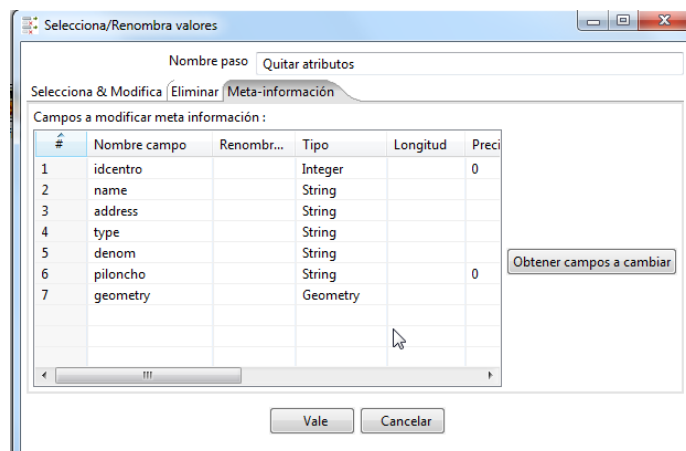 Selecciona/Renombra valores
Nombre paso Quitar atributos
Selecciona & Modifica Eliminar Meta-información
Campos a modificar meta información :
# Nombre campo Renombr... Tipo Longitud Preci
1 idcentro Integer 0
2 name String
3 address String
4 type String
5 denom String
6 piloncho String 0
7 geometry Geometry
Obtener campos a cambiar
Vale Cancelar